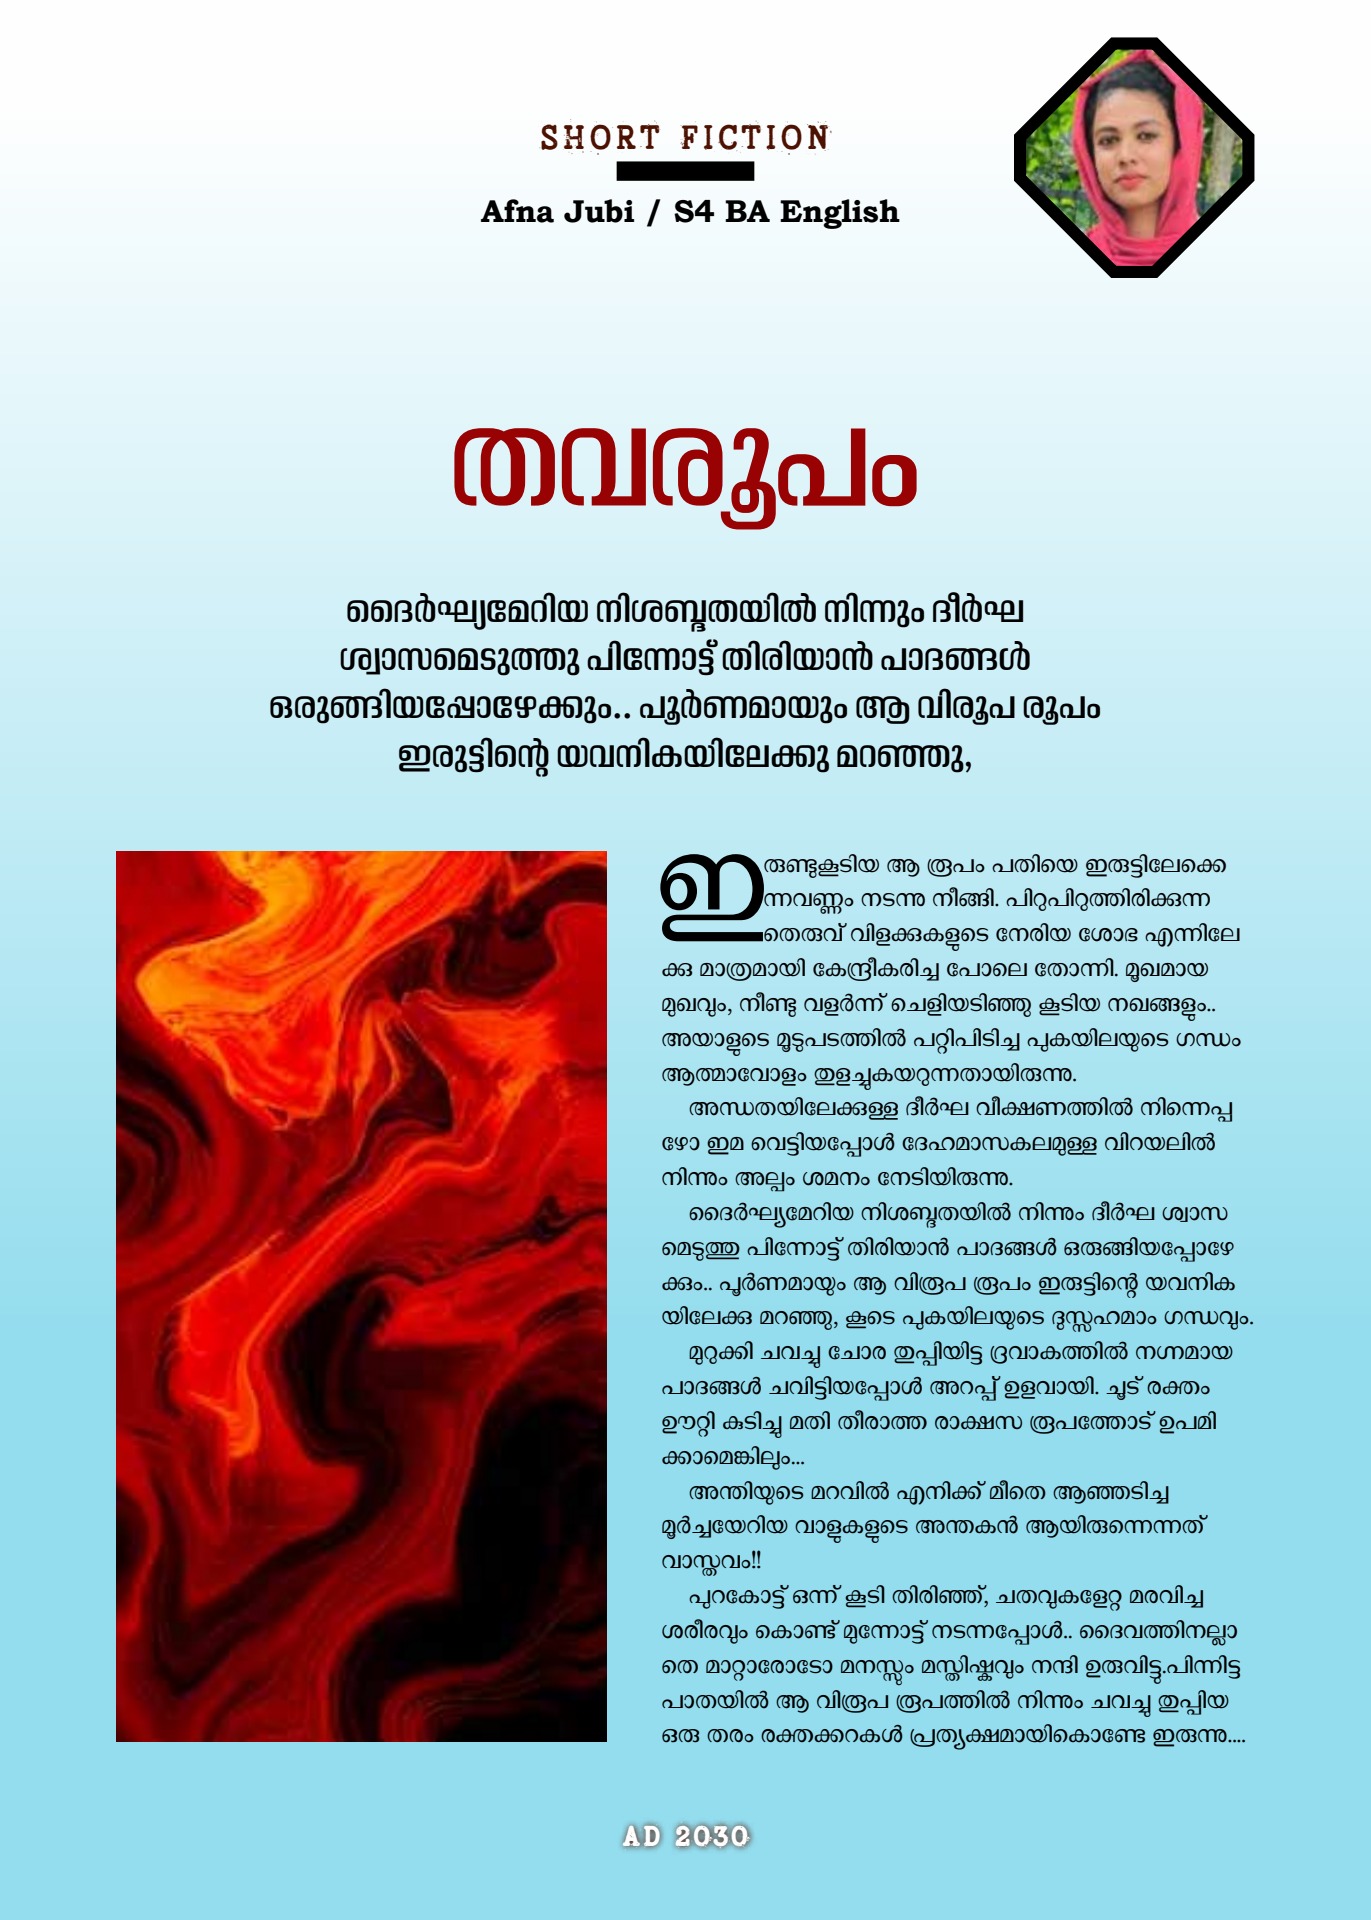 SHORT FICTION
Afna Jubi / S4 BA English
തവരൂപം
ദൈർഘ്യമേറിയ നിശബ്ദതയിൽ നിന്നും ദീർഘ
ശ്വാസമെടുത്തു പിന്നോട്ട് തിരിയാൻ പാദങ്ങൾ
ഒരുങ്ങിയപ്പോഴേക്കും.. പൂർണമായും ആ വിരൂപ രൂപം
ഇരുട്ടിന്റെ യവനികയിലേക്കു മറഞ്ഞു,
ഇരുണ്ടുകൂടിയ ആ രൂപം പതിയെ ഇരുട്ടിലേക്കെ
ന്നവണ്ണം നടന്നു നീങ്ങി. പിറുപിറുത്തിരിക്കുന്ന
തെരുവ് വിളക്കുകളുടെ നേരിയ ശോഭ എന്നിലേ
ക്കു മാത്രമായി കേന്ദ്രീകരിച്ച പോലെ തോന്നി. മൂഖമായ
മുഖവും, നീണ്ടു വളർന്ന് ചെളിയടിഞ്ഞു കൂടിയ നഖങ്ങളും..
അയാളുടെ മൂടുപടത്തിൽ പറ്റിപിടിച്ച പുകയിലയുടെ ഗന്ധം
ആത്മാവോളം തുളച്ചുകയറുന്നതായിരുന്നു.
അന്ധതയിലേക്കുള്ള ദീർഘ വീക്ഷണത്തിൽ നിന്നെപ്പ
ഴോ ഇമ വെട്ടിയപ്പോൾ ദേഹമാസകലമുള്ള വിറയലിൽ
നിന്നും അല്പം ശമനം നേടിയിരുന്നു.
ദൈർഘ്യമേറിയ നിശബ്ദതയിൽ നിന്നും ദീർഘ ശ്വാസ
മെടുത്തു പിന്നോട്ട് തിരിയാൻ പാദങ്ങൾ ഒരുങ്ങിയപ്പോഴേ
ക്കും.. പൂർണമായും ആ വിരൂപ രൂപം ഇരുട്ടിന്റെ യവനിക
യിലേക്കു മറഞ്ഞു, കൂടെ പുകയിലയുടെ ദുസ്സഹമാം ഗന്ധവും.
മുറുക്കി ചവച്ചു ചോര തുപ്പിയിട്ട ദ്രവാകത്തിൽ നഗ്നമായ
പാദങ്ങൾ ചവിട്ടിയപ്പോൾ അറപ്പ് ഉളവായി. ചൂട് രക്തം
ഊറ്റി കുടിച്ചു മതി തീരാത്ത രാക്ഷസ രൂപത്തോട് ഉപമി
ക്കാമെങ്കിലും...
അന്തിയുടെ മറവിൽ എനിക്ക് മീതെ ആഞ്ഞടിച്ച
മൂർച്ചയേറിയ വാളുകളുടെ അന്തകൻ ആയിരുന്നെന്നത്
വാസ്തവം!!
പുറകോട്ട് ഒന്ന് കൂടി തിരിഞ്ഞ്, ചതവുകളേറ്റ മരവിച്ച
ശരീരവും കൊണ്ട് മുന്നോട്ട് നടന്നപ്പോൾ.. ദൈവത്തിനല്ലാ
തെ മാറ്റാരോടോ മനസ്സും മസ്തിഷ്കവും നന്ദി ഉരുവിട്ടു.പിന്നിട്ട
പാതയിൽ ആ വിരൂപ രൂപത്തിൽ നിന്നും ചവച്ചു തുപ്പിയ
ഒരു തരം രക്തക്കറകൾ പ്രത്യക്ഷമായികൊണ്ടേ ഇരുന്നു....
AD 2030